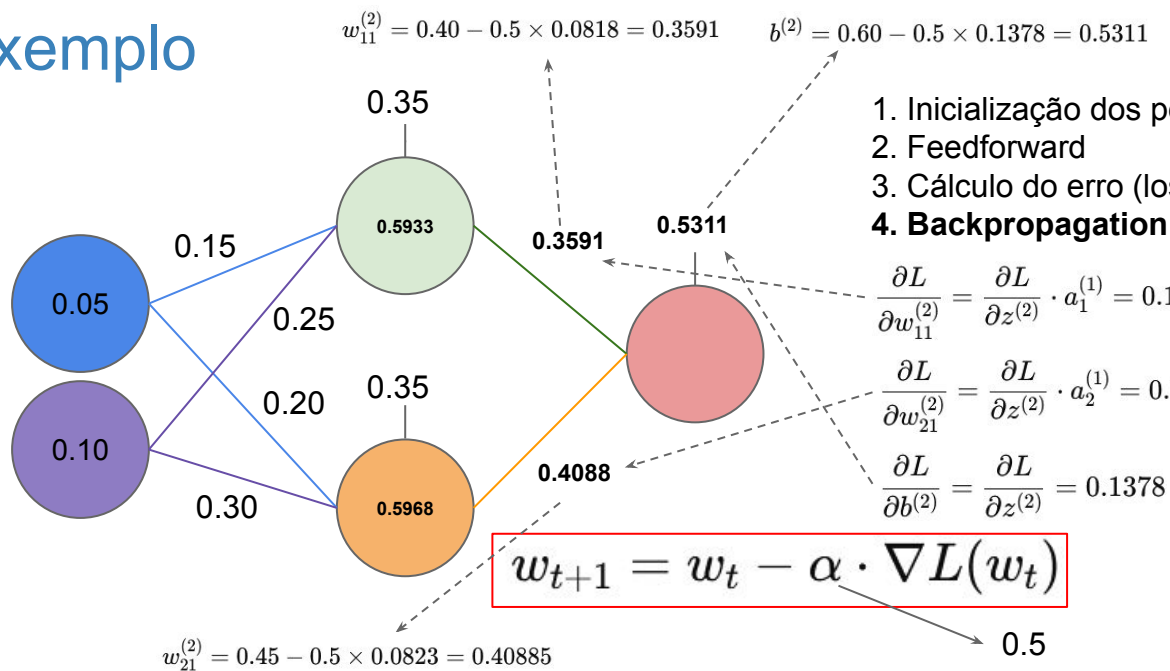 xemplo
w_{11}^{(2)} = 0.40 − 0.5 × 0.0818 = 0.3591
b^{(2)} = 0.60 − 0.5 × 0.1378 = 0.5311
0.35
1. Inicialização dos
2. Feedforward
3. Cálculo do erro
4. Backpropagation
0.5933
0.3591
0.5311
0.15
0.05
0.25
∂L/∂w_{11}^{(2)} = ∂L/∂z^{(2)} · a_1^{(1)} = 0.1
0.35
0.20
∂L/∂w_{21}^{(2)} = ∂L/∂z^{(2)} · a_2^{(1)} = 0.
0.10
0.4088
0.30
0.5968
∂L/∂b^{(2)} = ∂L/∂z^{(2)} = 0.1378
w_{t+1} = w_t − α · ∇L(w_t)
0.5
w_{21}^{(2)} = 0.45 − 0.5 × 0.0823 = 0.40885